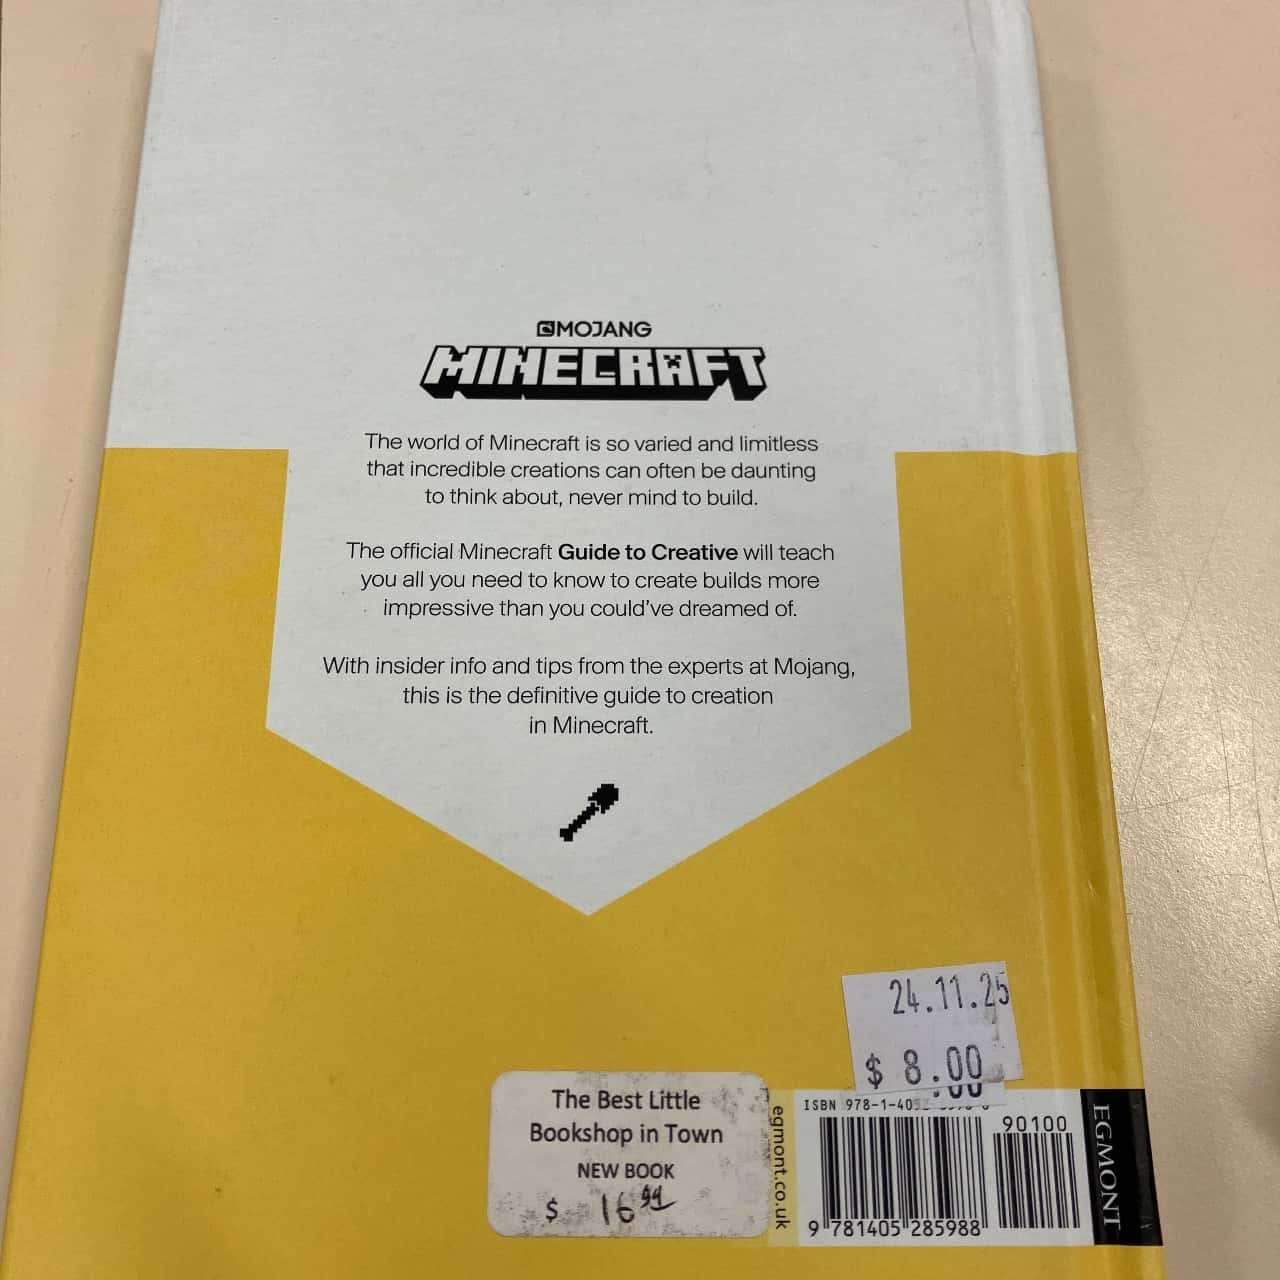 MOJANG
MINECRAFT
The world of Minecraft is so varied and limitless
that incredible creations can often be daunting
to think about, never mind to build.
The official Minecraft Guide to Creative will teach
you all you need to know to create builds more
impressive than you could've dreamed of.
With insider info and tips from the experts at Mojang,
this is the definitive guide to creation
in Minecraft.
24.11.25
$ 8.00
The Best Little
Bookshop in Town
NEW BOOK
$ 16.99
egmont.co.uk
ISBN
90100
9 781405 285988
EGMONT